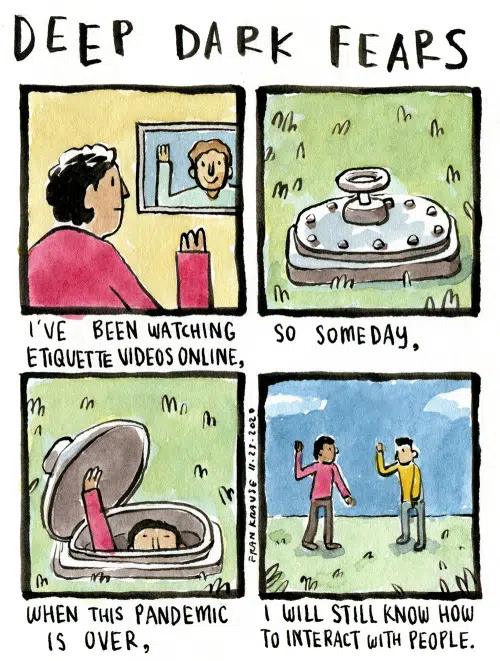 DEEP DARK FEARS
I'VE BEEN WATCHING
ETIQUETTE VIDEOS ONLINE,
SO SOMEDAY,
FRAN KRAUSE 11-23-2020
WHEN THIS PANDEMIC
IS OVER,
I WILL STILL KNOW HOW
TO INTERACT WITH PEOPLE.